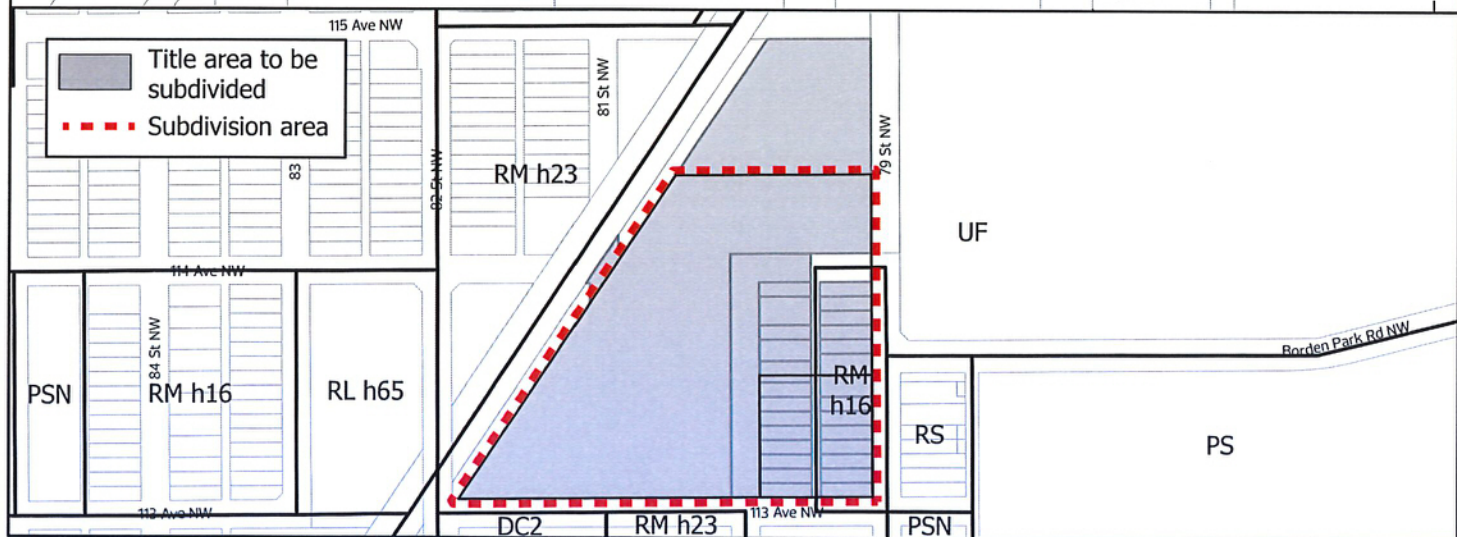 115 Ave NW
Title area to be
subdivided
Subdivision area
81 St NW
83
82 St NW
RM h23
79 St NW
UF
114 Ave NW
84 St NW
PSN
RM h16
RL h65
RM
h16
Borden Park Rd NW
RS
PS
113 Ave NW
DC2
RM h23
113 Ave NW
PSN